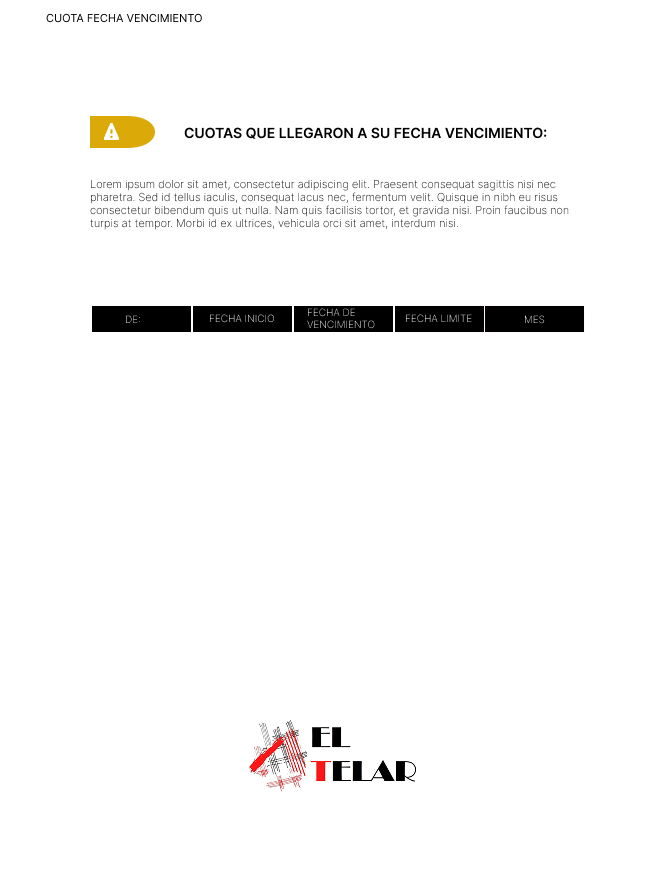 CUOTA FECHA VENCIMIENTO
CUOTAS QUE LLEGARON A SU FECHA VENCIMIENTO:
Lorem ipsum dolor sit amet, consectetur adipiscing elit. Praesent consequat sagittis nisi nec
pharetra. Sed id tellus iaculis, consequat lacus nec, fermentum velit. Quisque in nibh eu risus
consectetur bibendum quis ut nulla. Nam quis facilisis tortor, et gravida nisi. Proin faucibus non
turpis at tempor. Morbi id ex ultrices, vehicula orci sit amet, interdum nisi.
DE:
FECHA INICIO
FECHA DE
VENCIMIENTO
FECHA LIMITE
MES
EL
TELAR